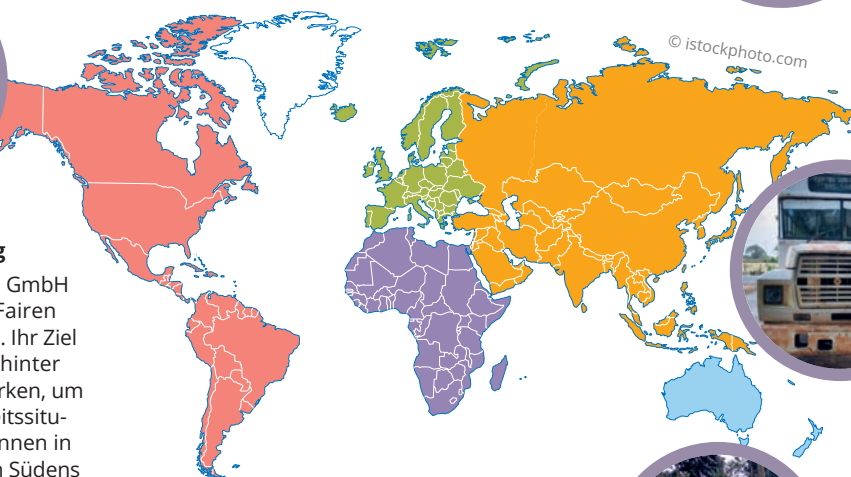 © istockphoto.com
g
GmbH
Fairen
. Ihr Ziel
hinter
rken, um
itssitu-
nnen in
n Südens